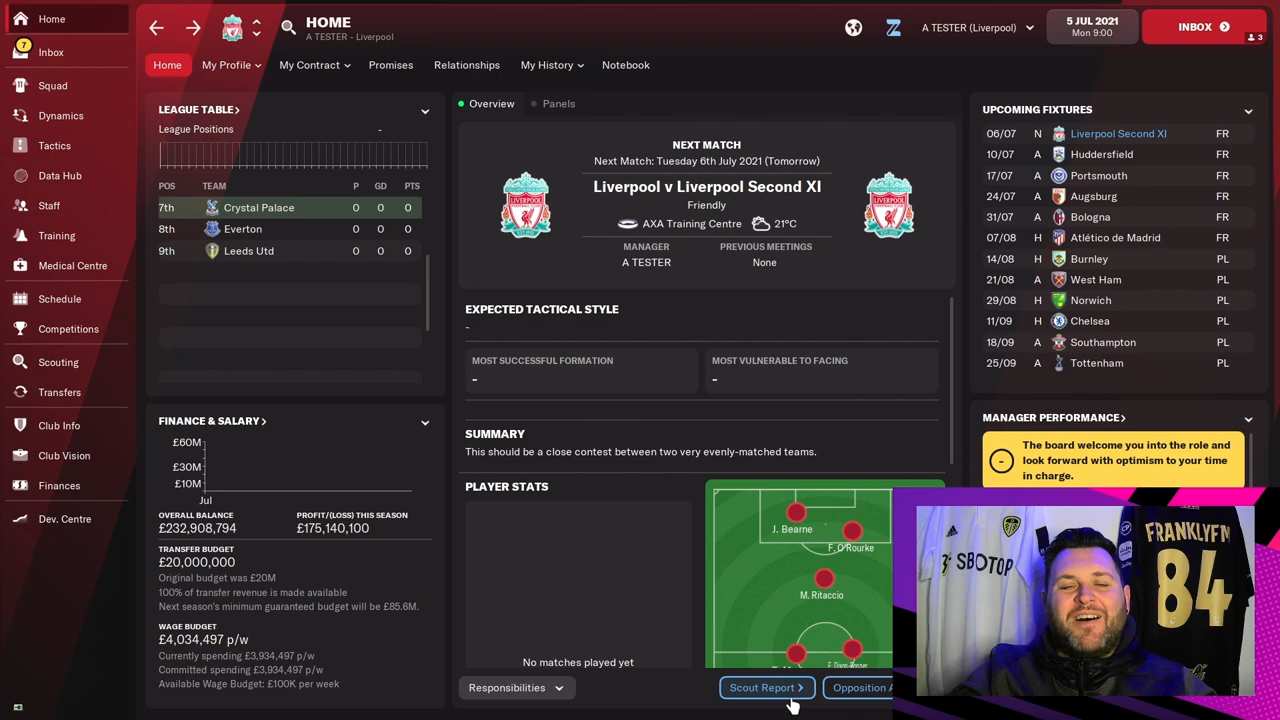 Home
7
Inbox
Squad
Dynamics
Tactics
Data Hub
Staff
Training
Medical Centre
Schedule
Competitions
Scouting
Transfers
Club Info
Club Vision
Finances
Dev. Centre
HOME
A TESTER - Liverpool
A TESTER (Liverpool)
5 JUL 2021
Mon 9:00
INBOX
3
Home
My Profile
My Contract
Promises
Relationships
My History
Notebook
LEAGUE TABLE>
League Positions -
POS TEAM P GD PTS
7th Crystal Palace 0 0 0
8th Everton 0 0 0
9th Leeds Utd 0 0 0
FINANCE & SALARY>
£60M
£30M
£10M
Jul
OVERALL BALANCE PROFIT/(LOSS) THIS SEASON
£232,908,794 £175,140,100
TRANSFER BUDGET
£20,000,000
Original budget was £20M
100% of transfer revenue is made available
Next season's minimum guaranteed budget will be £85.6M.
WAGE BUDGET
£4,034,497 p/w
Currently spending £3,934,497 p/w
Committed spending £3,934,497 p/w
Available Wage Budget: £100K per week
Overview Panels
NEXT MATCH
Next Match: Tuesday 6th July 2021 (Tomorrow)
Liverpool v Liverpool Second XI
Friendly
AXA Training Centre 21°C
MANAGER PREVIOUS MEETINGS
A TESTER None
EXPECTED TACTICAL STYLE
-
MOST SUCCESSFUL FORMATION MOST VULNERABLE TO FACING
- -
SUMMARY
This should be a close contest between two very evenly-matched teams.
PLAYER STATS
No matches played yet
J. Bearne
F. O'Rourke
M. Ritaccio
Responsibilities
Scout Report >
Opposition A
UPCOMING FIXTURES
06/07 N Liverpool Second XI FR
10/07 A Huddersfield FR
17/07 A Portsmouth FR
24/07 A Augsburg FR
31/07 A Bologna FR
07/08 H Atlético de Madrid FR
14/08 H Burnley PL
21/08 A West Ham PL
29/08 H Norwich PL
11/09 H Chelsea PL
18/09 A Southampton PL
25/09 A Tottenham PL
MANAGER PERFORMANCE>
-
The board welcome you into the role and
look forward with optimism to your time
in charge.
SBOTOP
FRANKLYFM
84